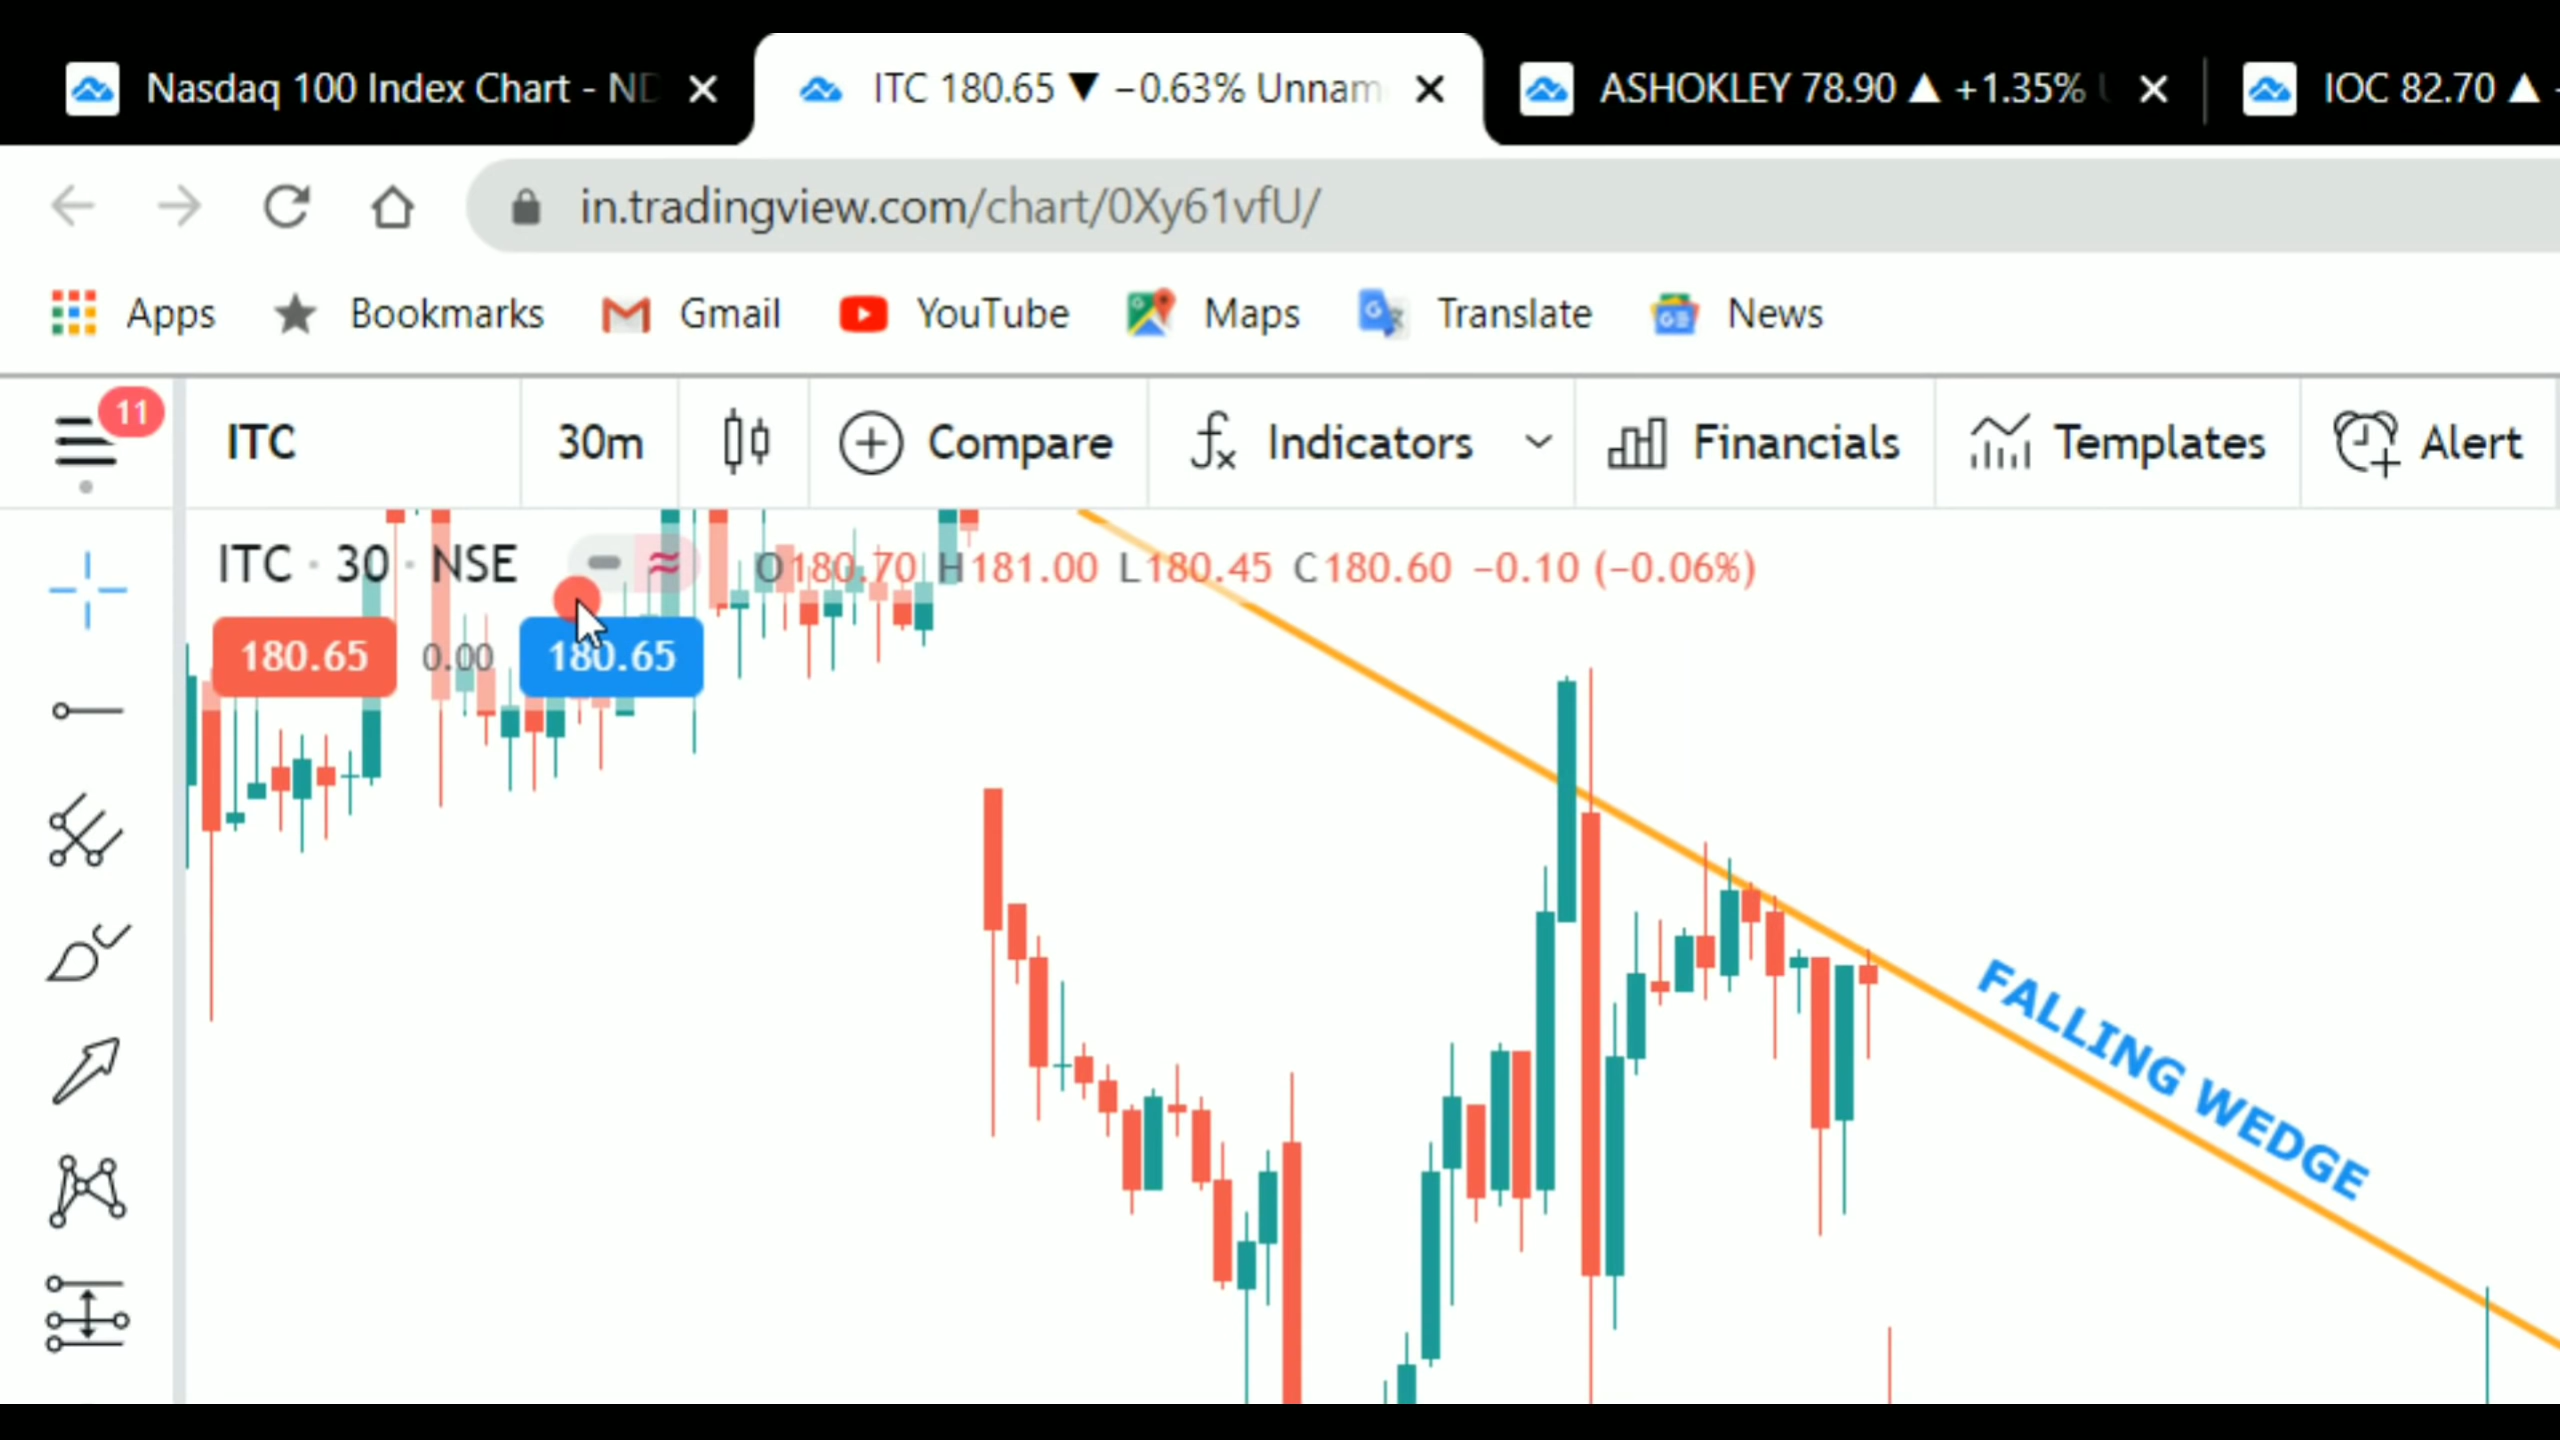 Nasdaq 100 Index Chart - ND
ITC 180.65 ▼ −0.63% Unnam
ASHOKLEY 78.90 ▲ +1.35%
IOC 82.70 ▲
in.tradingview.com/chart/0Xy61vfU/
Apps Bookmarks Gmail YouTube Maps Translate News
11
ITC 30m Compare Indicators Financials Templates Alert
ITC · 30 · NSE O180.70 H181.00 L180.45 C180.60 −0.10 (−0.06%)
180.65 0.00 180.65
FALLING WEDGE